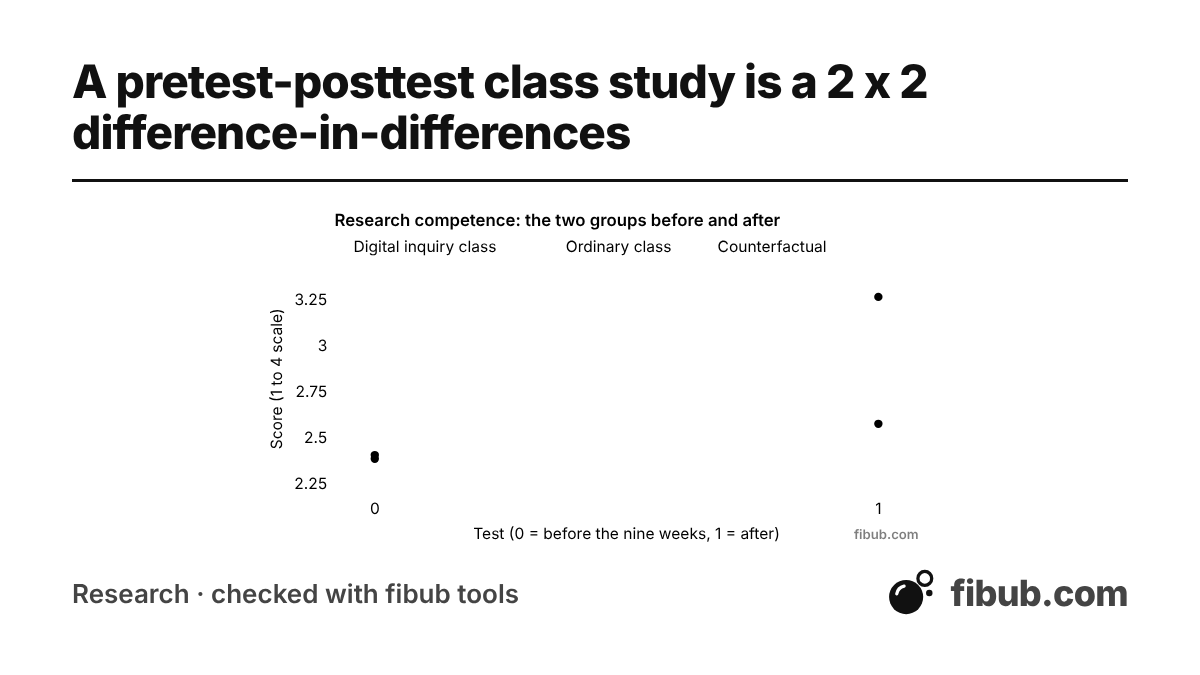 A pretest-posttest class study is a 2 x 2
difference-in-differences
Research competence: the two groups before and after
Digital inquiry class
Ordinary class
Counterfactual
Score (1 to 4 scale)
3.25
3
2.75
2.5
2.25
0
1
Test (0 = before the nine weeks, 1 = after)
fibub.com
Research · checked with fibub tools
fibub.com